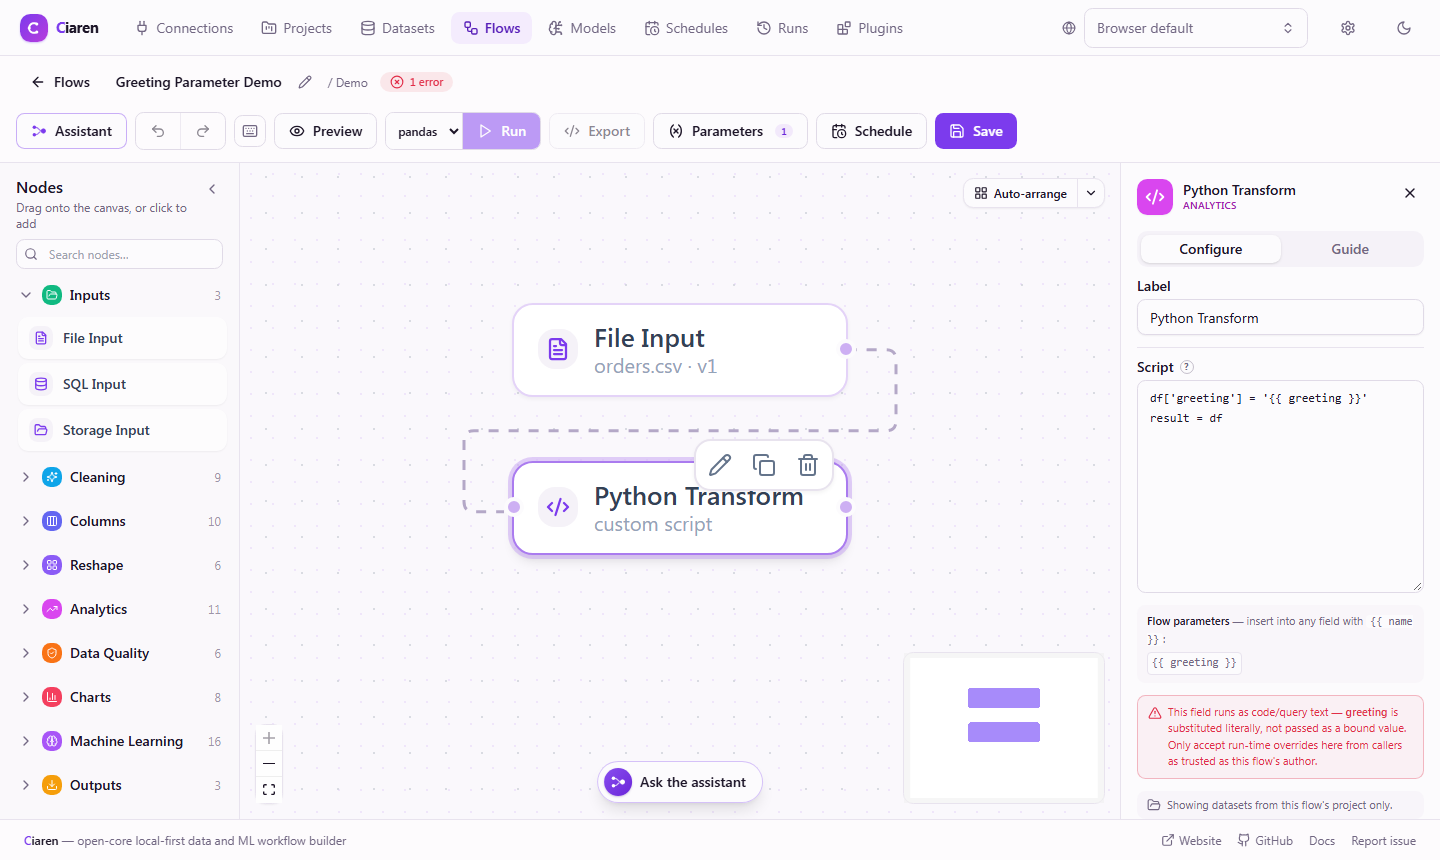 Ciaren
Connections
Projects
Datasets
Flows
Models
Schedules
Runs
Plugins
Browser default
Flows
Greeting Parameter Demo
/ Demo
1 error
Assistant
Preview
pandas
Run
Export
Parameters 1
Schedule
Save
Nodes
Drag onto the canvas, or click to
add
Search nodes...
Inputs 3
File Input
SQL Input
Storage Input
Cleaning 9
Columns 10
Reshape 6
Analytics 11
Data Quality 6
Charts 8
Machine Learning 16
Outputs 3
Auto-arrange
File Input
orders.csv · v1
Python Transform
custom script
Ask the assistant
Python Transform
ANALYTICS
Configure
Guide
Label
Python Transform
Script ?
df['greeting'] = '{{ greeting }}'
result = df
Flow parameters — insert into any field with {{ name
}} :
{{ greeting }}
This field runs as code/query text — greeting is
substituted literally, not passed as a bound value.
Only accept run-time overrides here from callers
as trusted as this flow's author.
Showing datasets from this flow's project only.
Ciaren — open-core local-first data and ML workflow builder
Website
GitHub
Docs
Report issue